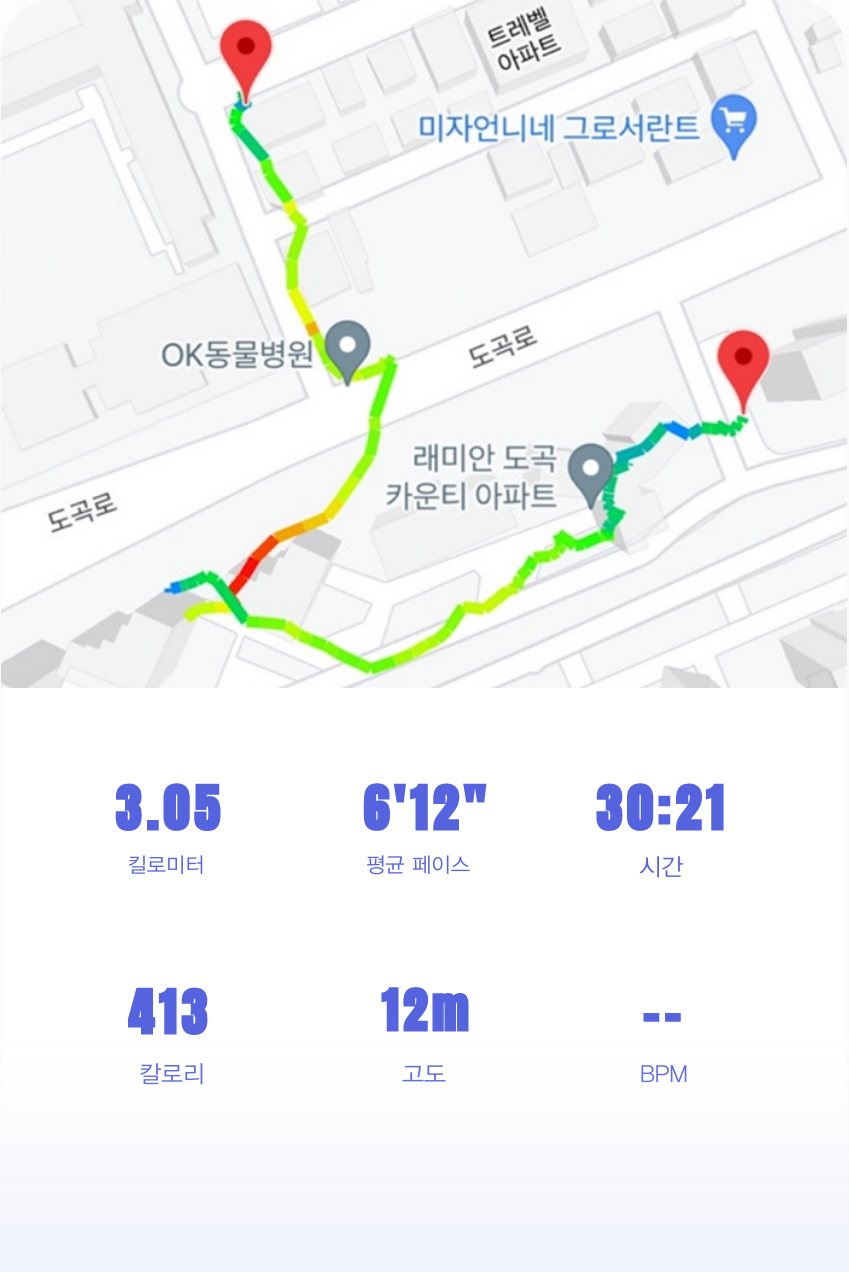 트레벨
아파트
미자언니네 그로서란트
OK동물병원
도곡로
래미안 도곡
카운티 아파트
도곡로
3.05
6'12"
30:21
킬로미터
평균 페이스
시간
413
12m
--
칼로리
고도
BPM